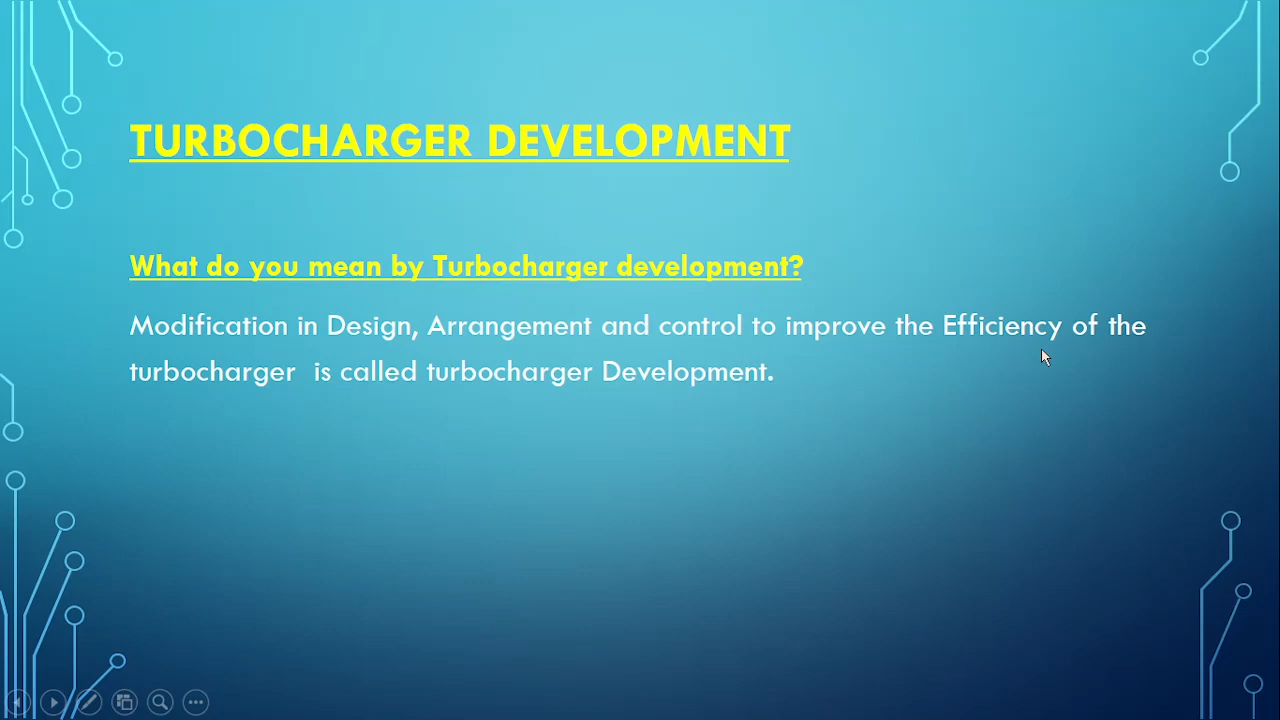 TURBOCHARGER DEVELOPMENT
What do you mean by Turbocharger development?
Modification in Design, Arrangement and control to improve the Efficiency of the
turbocharger  is called turbocharger Development.